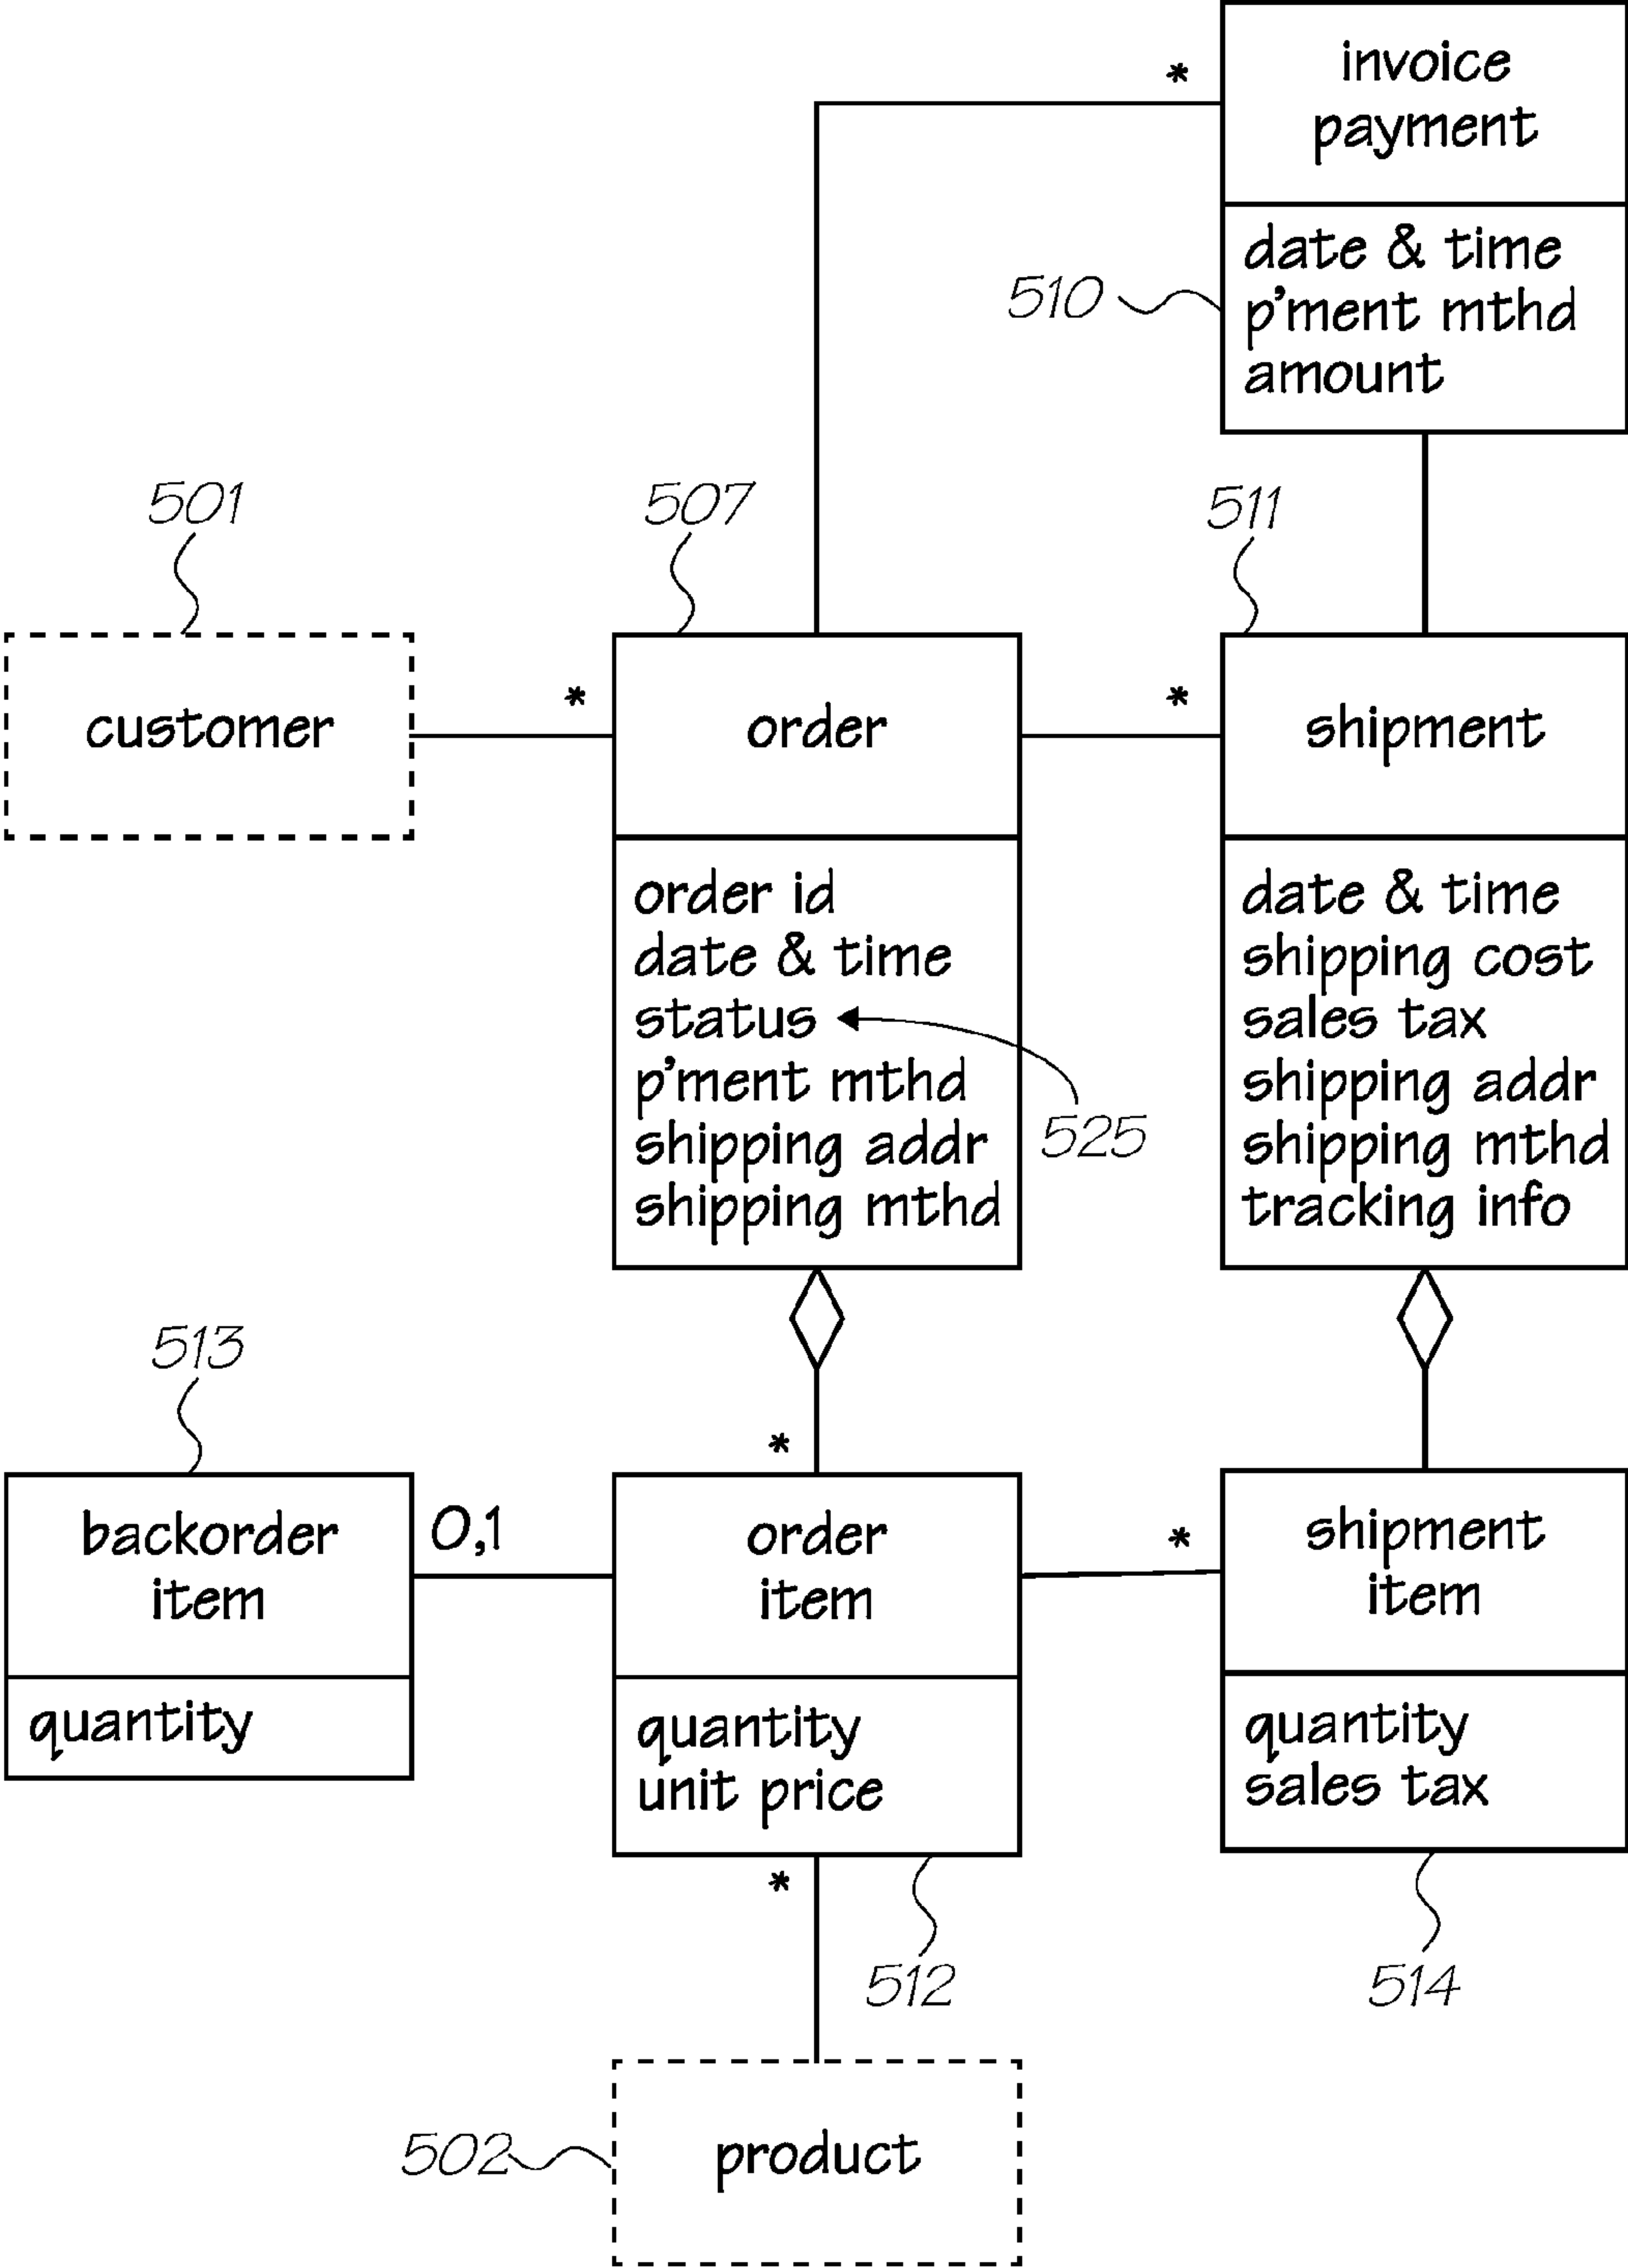 *
invoice
payment
date & time
p'ment mthd
amount
510
501
507
511
customer
*
order
*
shipment
order id
date & time
status
p'ment mthd
shipping addr
shipping mthd
525
date & time
shipping cost
sales tax
shipping addr
shipping mthd
tracking info
513
*
backorder
item
0,1
order
item
*
shipment
item
quantity
quantity
unit price
quantity
sales tax
*
512
514
502
product